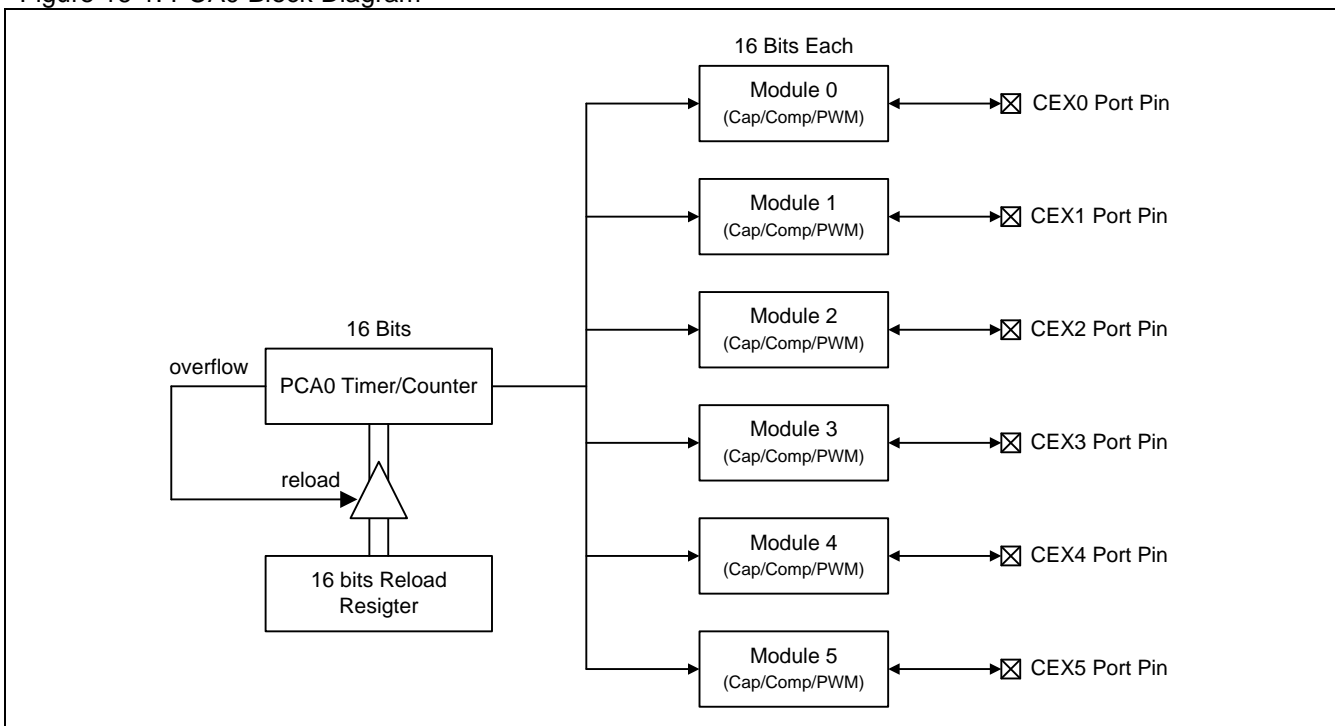 16 Bits Each
Module 0
(Cap/Comp/PWM)
CEX0 Port Pin
Module 1
(Cap/Comp/PWM)
CEX1 Port Pin
Module 2
(Cap/Comp/PWM)
CEX2 Port Pin
16 Bits
overflow
PCA0 Timer/Counter
Module 3
(Cap/Comp/PWM)
CEX3 Port Pin
reload
Module 4
(Cap/Comp/PWM)
CEX4 Port Pin
16 bits Reload
Resigter
Module 5
(Cap/Comp/PWM)
CEX5 Port Pin